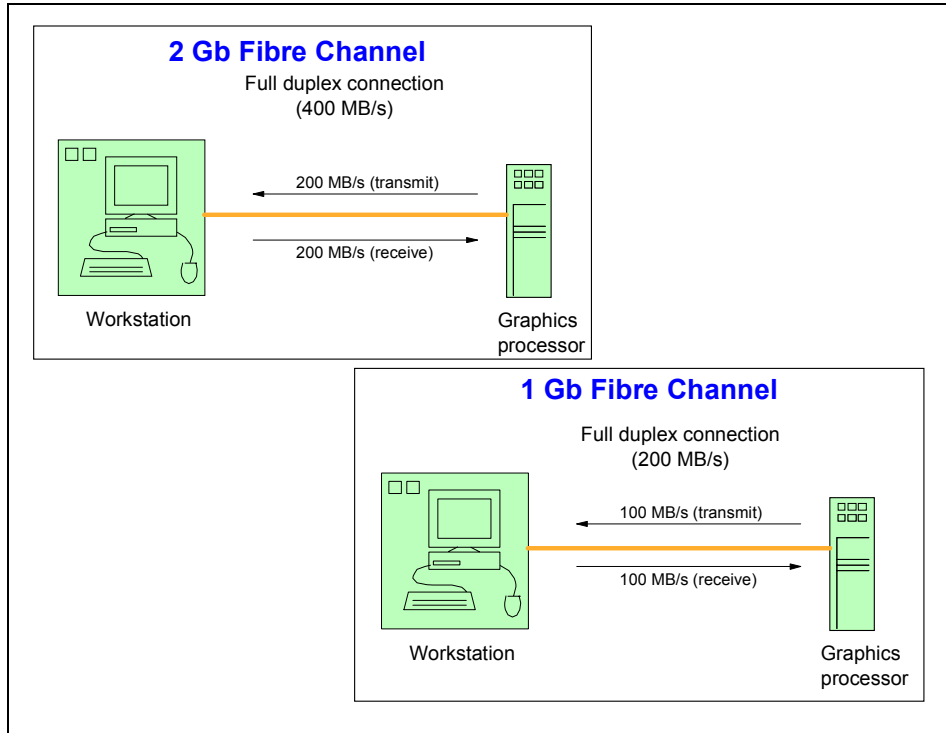 2 Gb Fibre Channel
Full duplex connection
(400 MB/s)
200 MB/s (transmit)
200 MB/s (receive)
Workstation
Graphics
processor
1 Gb Fibre Channel
Full duplex connection
(200 MB/s)
100 MB/s (transmit)
100 MB/s (receive)
Workstation
Graphics
processor